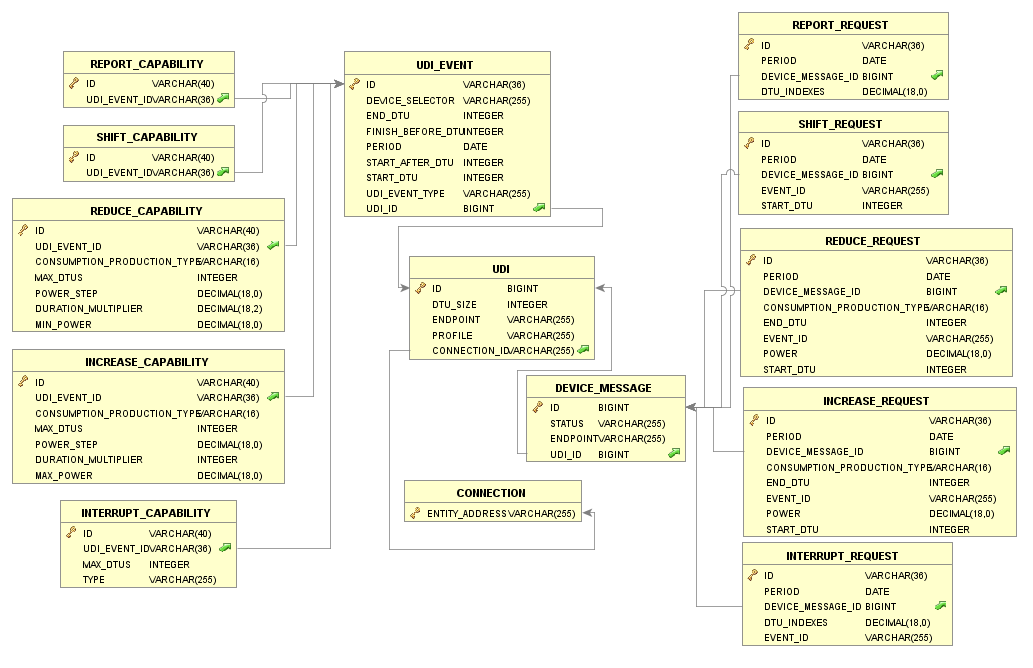 REPORT_CAPABILITY
ID VARCHAR(40)
UDI_EVENT_ID VARCHAR(36)
SHIFT_CAPABILITY
ID VARCHAR(40)
UDI_EVENT_ID VARCHAR(36)
REDUCE_CAPABILITY
ID VARCHAR(40)
UDI_EVENT_ID VARCHAR(36)
CONSUMPTION_PRODUCTION_TYPE VARCHAR(16)
MAX_DTUS INTEGER
POWER_STEP DECIMAL(18,0)
DURATION_MULTIPLIER DECIMAL(18,2)
MIN_POWER DECIMAL(18,0)
INCREASE_CAPABILITY
ID VARCHAR(40)
UDI_EVENT_ID VARCHAR(36)
CONSUMPTION_PRODUCTION_TYPE VARCHAR(16)
MAX_DTUS INTEGER
POWER_STEP DECIMAL(18,0)
DURATION_MULTIPLIER INTEGER
MAX_POWER DECIMAL(18,0)
INTERRUPT_CAPABILITY
ID VARCHAR(40)
UDI_EVENT_ID VARCHAR(36)
MAX_DTUS INTEGER
TYPE VARCHAR(255)
UDI_EVENT
ID VARCHAR(36)
DEVICE_SELECTOR VARCHAR(255)
END_DTU INTEGER
FINISH_BEFORE_DTU INTEGER
PERIOD DATE
START_AFTER_DTU INTEGER
START_DTU INTEGER
UDI_EVENT_TYPE VARCHAR(255)
UDI_ID BIGINT
UDI
ID BIGINT
DTU_SIZE INTEGER
ENDPOINT VARCHAR(255)
PROFILE VARCHAR(255)
CONNECTION_ID VARCHAR(255)
DEVICE_MESSAGE
ID BIGINT
STATUS VARCHAR(255)
ENDPOINT VARCHAR(255)
UDI_ID BIGINT
CONNECTION
ENTITY_ADDRESS VARCHAR(255)
REPORT_REQUEST
ID VARCHAR(36)
PERIOD DATE
DEVICE_MESSAGE_ID BIGINT
DTU_INDEXES DECIMAL(18,0)
SHIFT_REQUEST
ID VARCHAR(36)
PERIOD DATE
DEVICE_MESSAGE_ID BIGINT
EVENT_ID VARCHAR(255)
START_DTU INTEGER
REDUCE_REQUEST
ID VARCHAR(36)
PERIOD DATE
DEVICE_MESSAGE_ID BIGINT
CONSUMPTION_PRODUCTION_TYPE VARCHAR(16)
END_DTU INTEGER
EVENT_ID VARCHAR(255)
POWER DECIMAL(18,0)
START_DTU INTEGER
INCREASE_REQUEST
ID VARCHAR(36)
PERIOD DATE
DEVICE_MESSAGE_ID BIGINT
CONSUMPTION_PRODUCTION_TYPE VARCHAR(16)
END_DTU INTEGER
EVENT_ID VARCHAR(255)
POWER DECIMAL(18,0)
START_DTU INTEGER
INTERRUPT_REQUEST
ID VARCHAR(36)
PERIOD DATE
DEVICE_MESSAGE_ID BIGINT
DTU_INDEXES DECIMAL(18,0)
EVENT_ID VARCHAR(255)